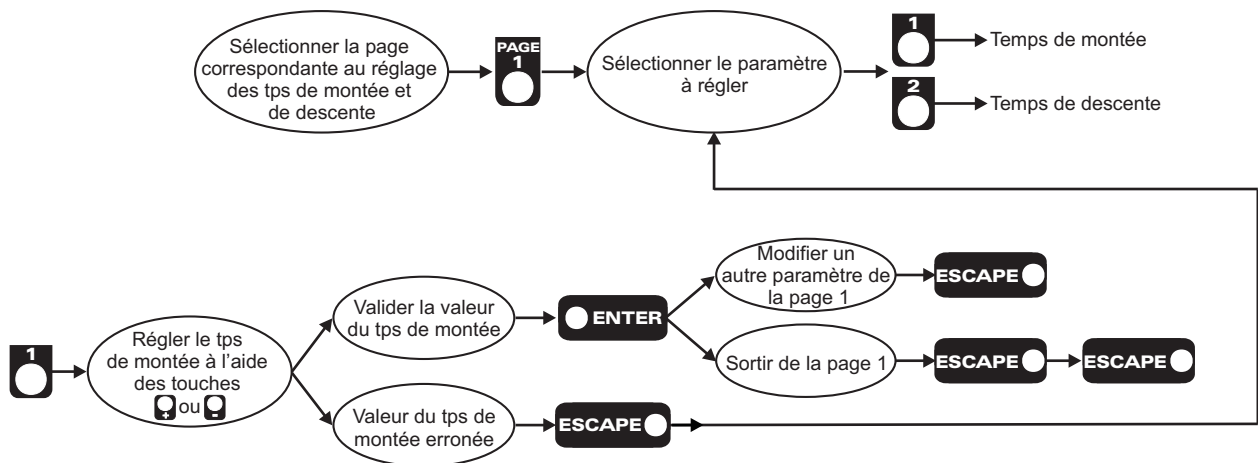 Sélectionner la page
correspondante au réglage
des tps de montée et
de descente
PAGE
1
Sélectionner le paramètre
à régler
1
Temps de montée
2
Temps de descente
1
Régler le tps
de montée à l'aide
des touches
+ ou -
Valider la valeur
du tps de montée
ENTER
Modifier un
autre paramètre de
la page 1
ESCAPE
Sortir de la page 1
ESCAPE
ESCAPE
Valeur du tps de
montée erronée
ESCAPE